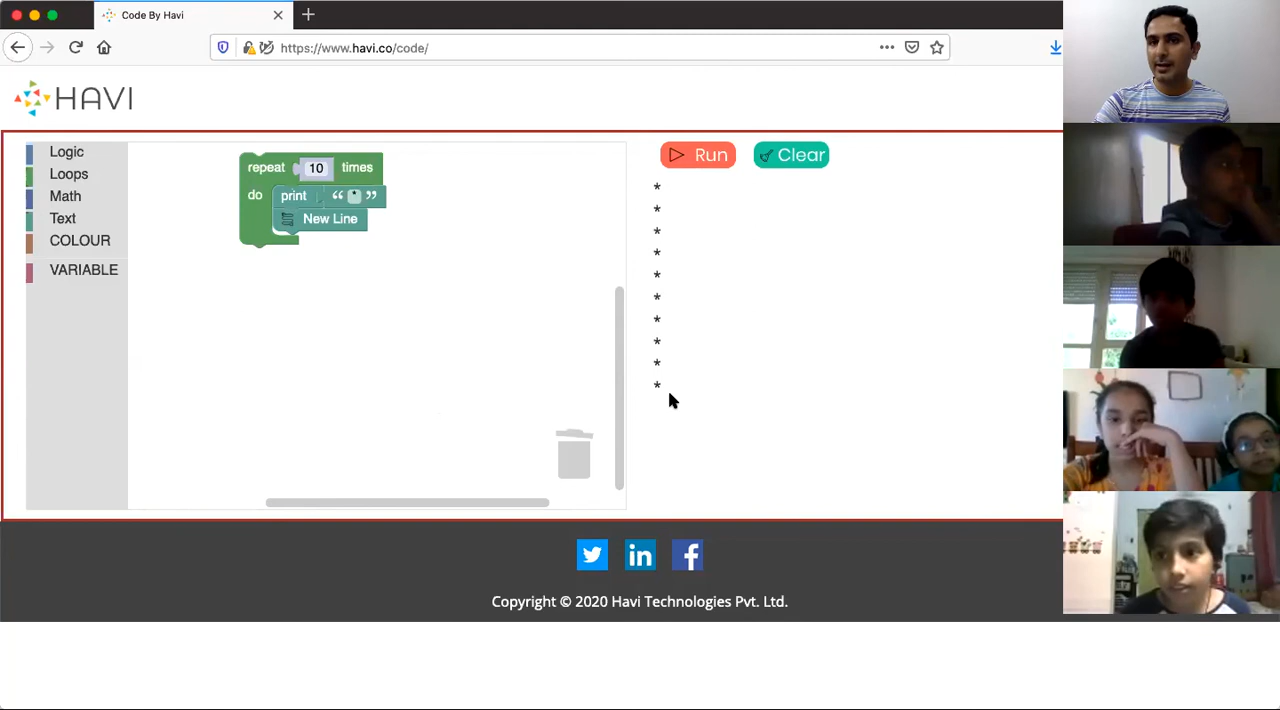 Code By Havi
https://www.havi.co/code/
HAVI
Logic
Loops
Math
Text
COLOUR
VARIABLE
repeat 10 times
do print “ * ”
New Line
Run Clear
*
*
*
*
*
*
*
*
*
*
in f
Copyright © 2020 Havi Technologies Pvt. Ltd.